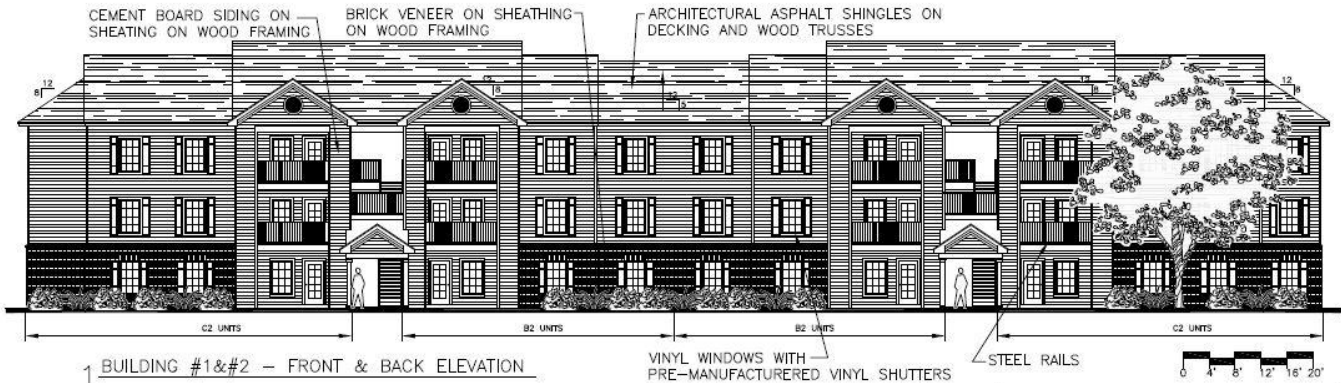 CEMENT BOARD SIDING ON
SHEATING ON WOOD FRAMING
BRICK VENEER ON SHEATHING
ON WOOD FRAMING
ARCHITECTURAL ASPHALT SHINGLES ON
DECKING AND WOOD TRUSSES
12
8
12
8
12
5
12
8
12
8
C2 UNITS
B2 UNITS
B2 UNITS
C2 UNITS
1 BUILDING #1&#2 – FRONT & BACK ELEVATION
VINYL WINDOWS WITH
PRE–MANUFACTURERED VINYL SHUTTERS
STEEL RAILS
0 4' 8' 12' 16' 20'